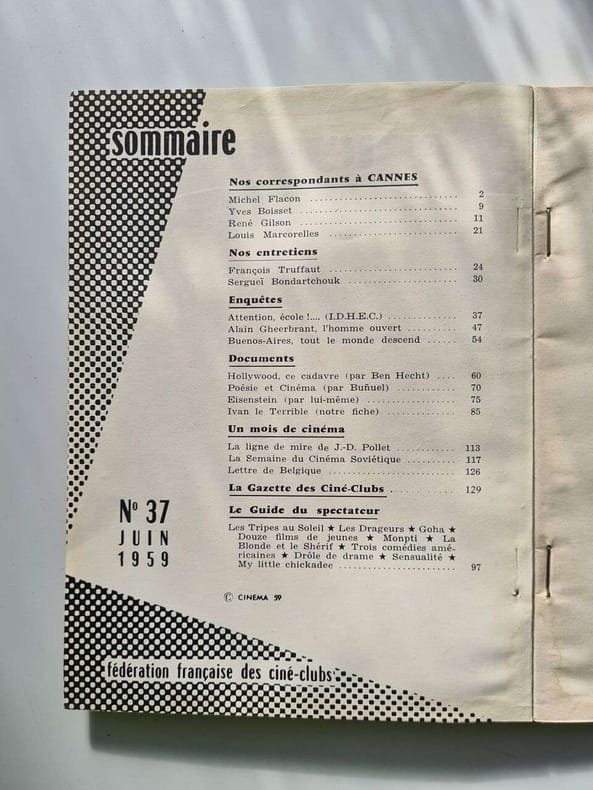 sommaire
Nos correspondants à CANNES
Michel Flacon .......................... 2
Yves Boisset .......................... 9
René Gilson .......................... 11
Louis Marcorelles .......................... 21
Nos entretiens
François Truffaut .......................... 24
Sergueï Bondartchouk .......................... 30
Enquêtes
Attention, école !.... (I.D.H.E.C.) ............ 37
Alain Gheerbrant, l'homme ouvert .......... 47
Buenos-Aires, tout le monde descend ...... 54
Documents
Hollywood, ce cadavre (par Ben Hecht) .... 60
Poésie et Cinéma (par Buñuel) ............ 70
Eisenstein (par lui-même) .................. 75
Ivan le Terrible (notre fiche) .............. 85
Un mois de cinéma
La ligne de mire de J.-D. Pollet ............ 113
La Semaine du Cinéma Soviétique .......... 117
Lettre de Belgique .......................... 126
La Gazette des Ciné-Clubs ............ 129
Le Guide du spectateur
Les Tripes au Soleil ★ Les Drageurs ★ Goha ★
Douze films de jeunes ★ Monpti ★ La
Blonde et le Shérif ★ Trois comédies amé-
ricaines ★ Drôle de drame ★ Sensualité ★
My little chickadee ........................ 97
N° 37
JUIN
1959
© CINEMA 59
fédération française des ciné-clubs